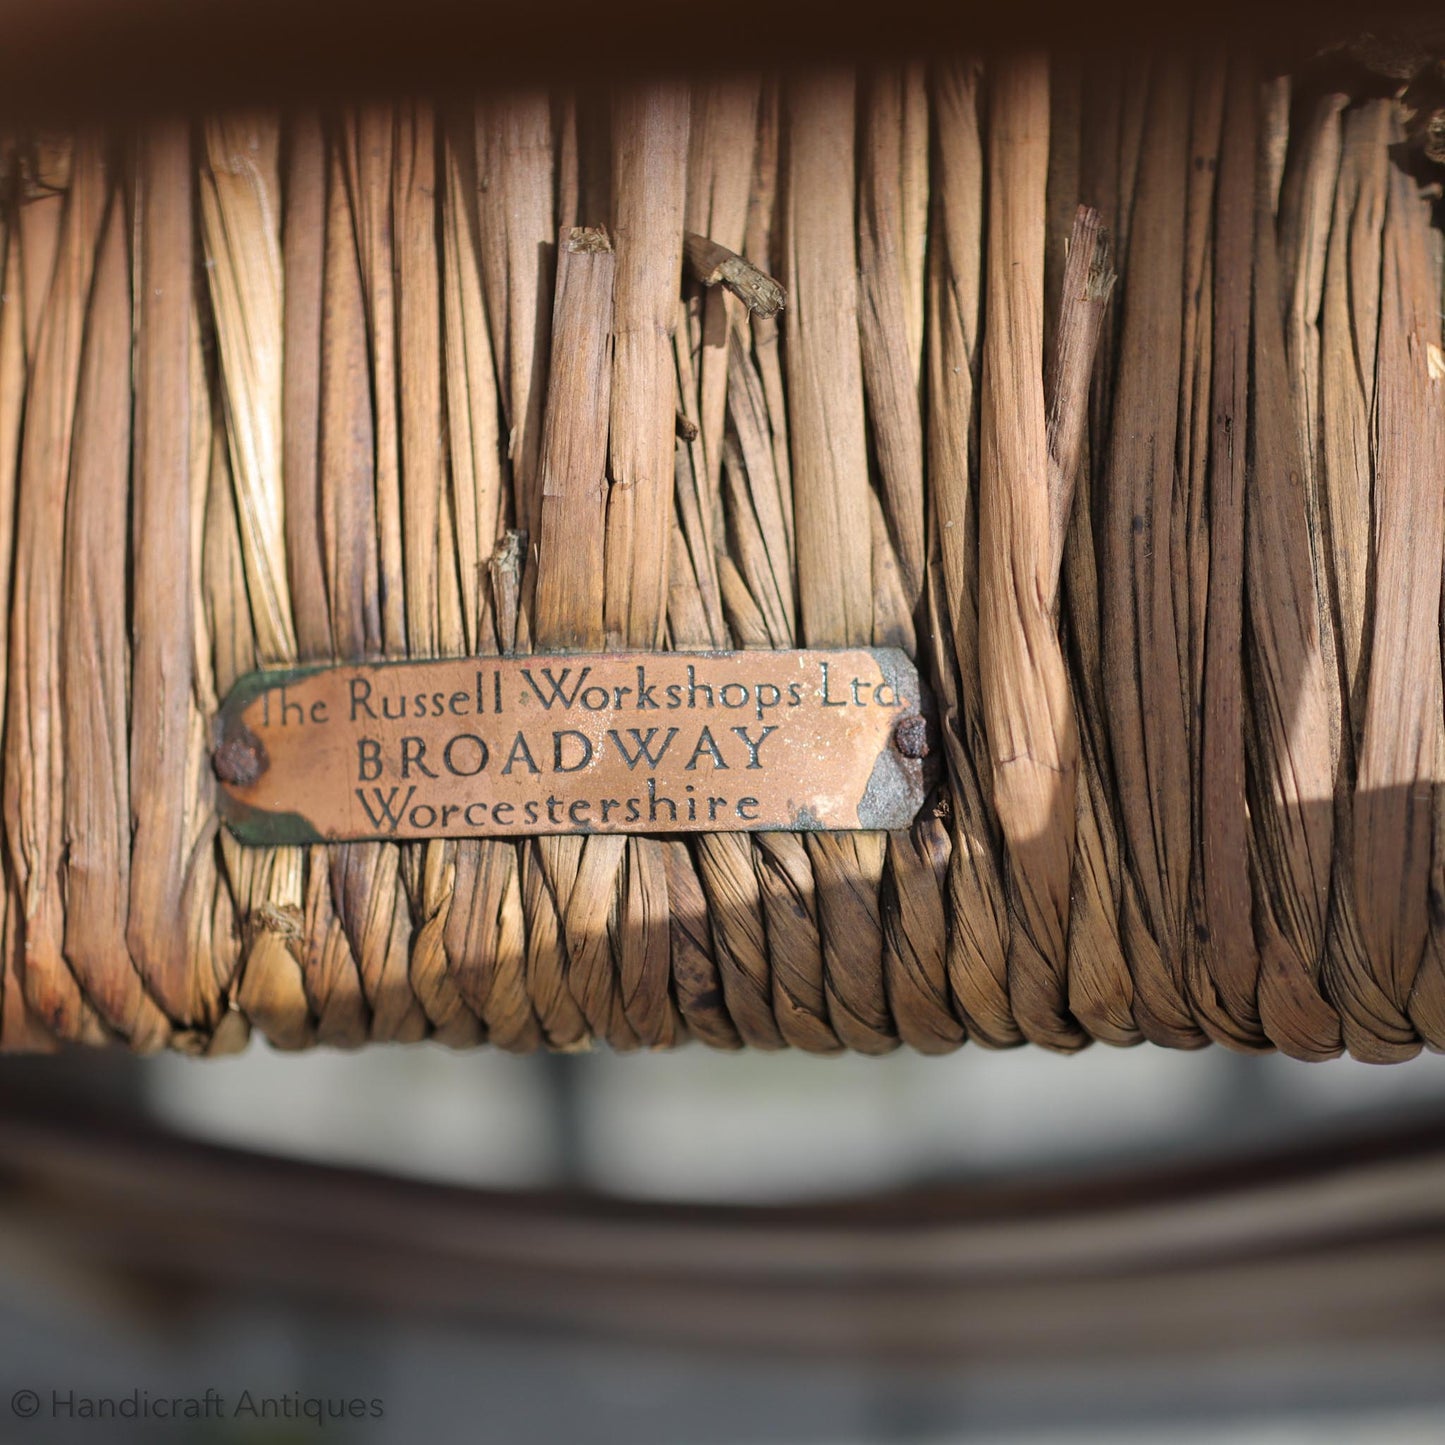 The Russell Workshops Ltd
BROADWAY
Worcestershire
© Handicraft Antiques